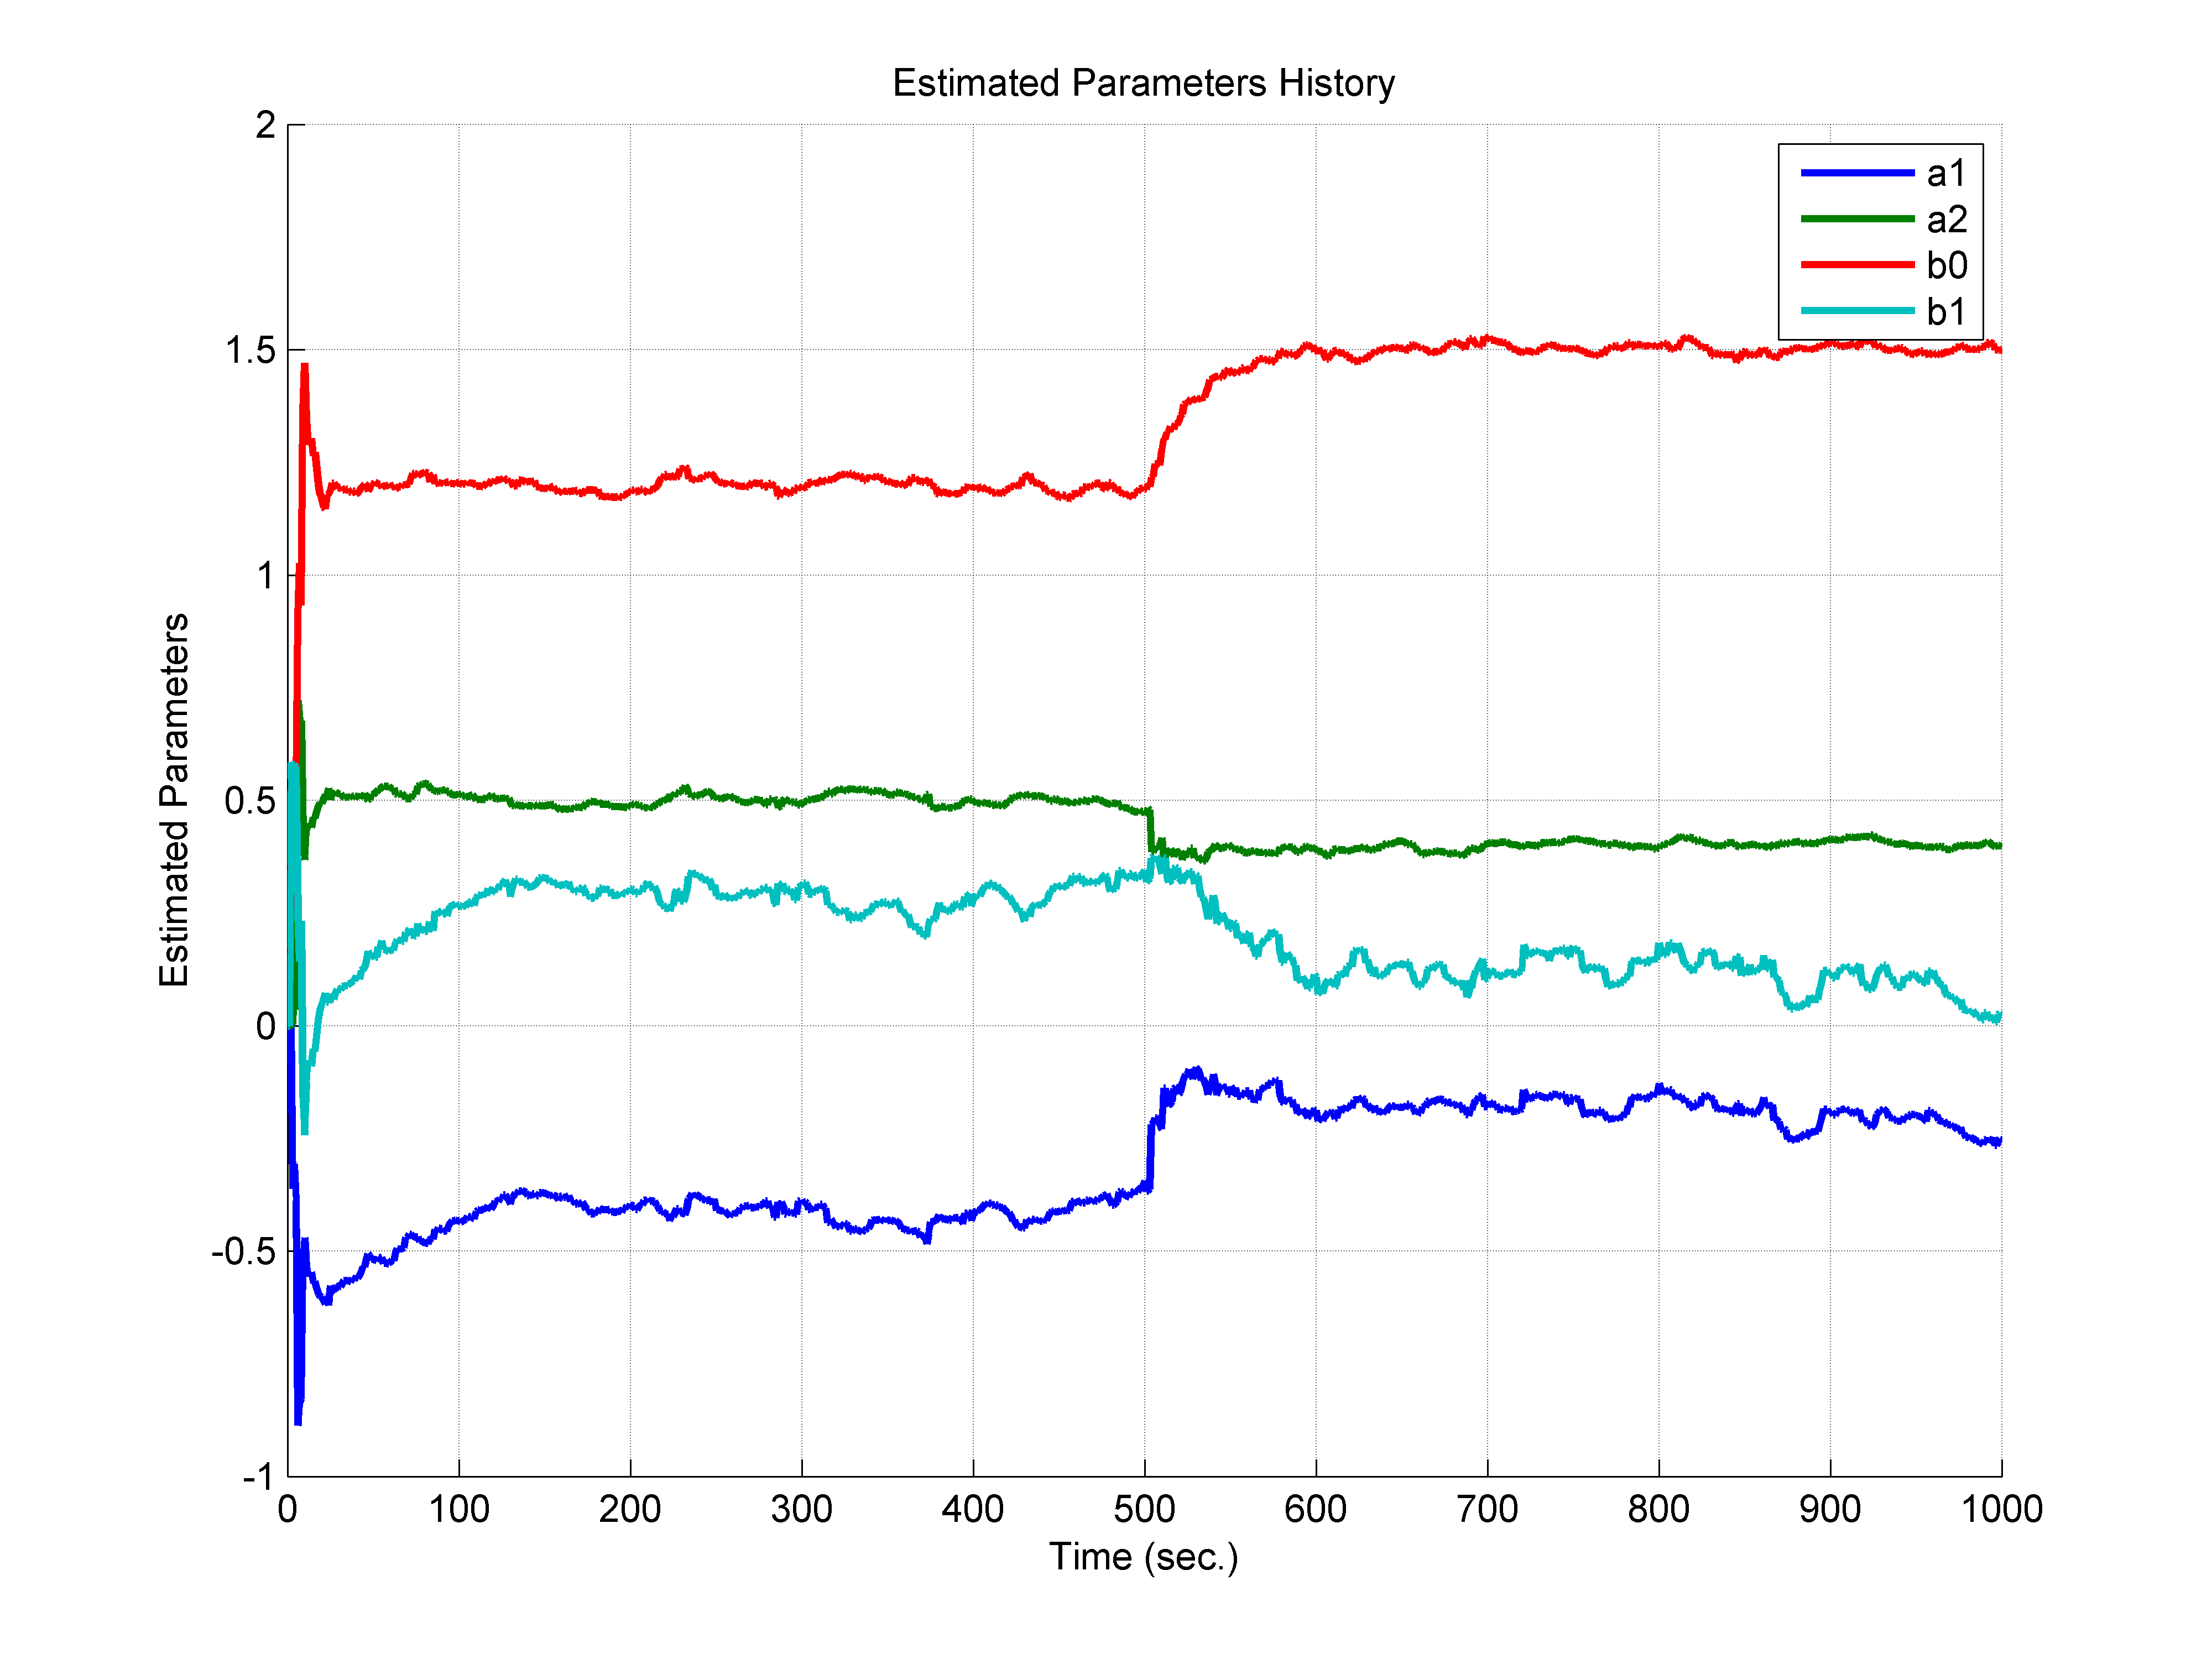 Estimated Parameters History
2
1.5
1
0.5
0
-0.5
-1
Estimated Parameters
a1
a2
b0
b1
0 100 200 300 400 500 600 700 800 900 1000
Time (sec.)